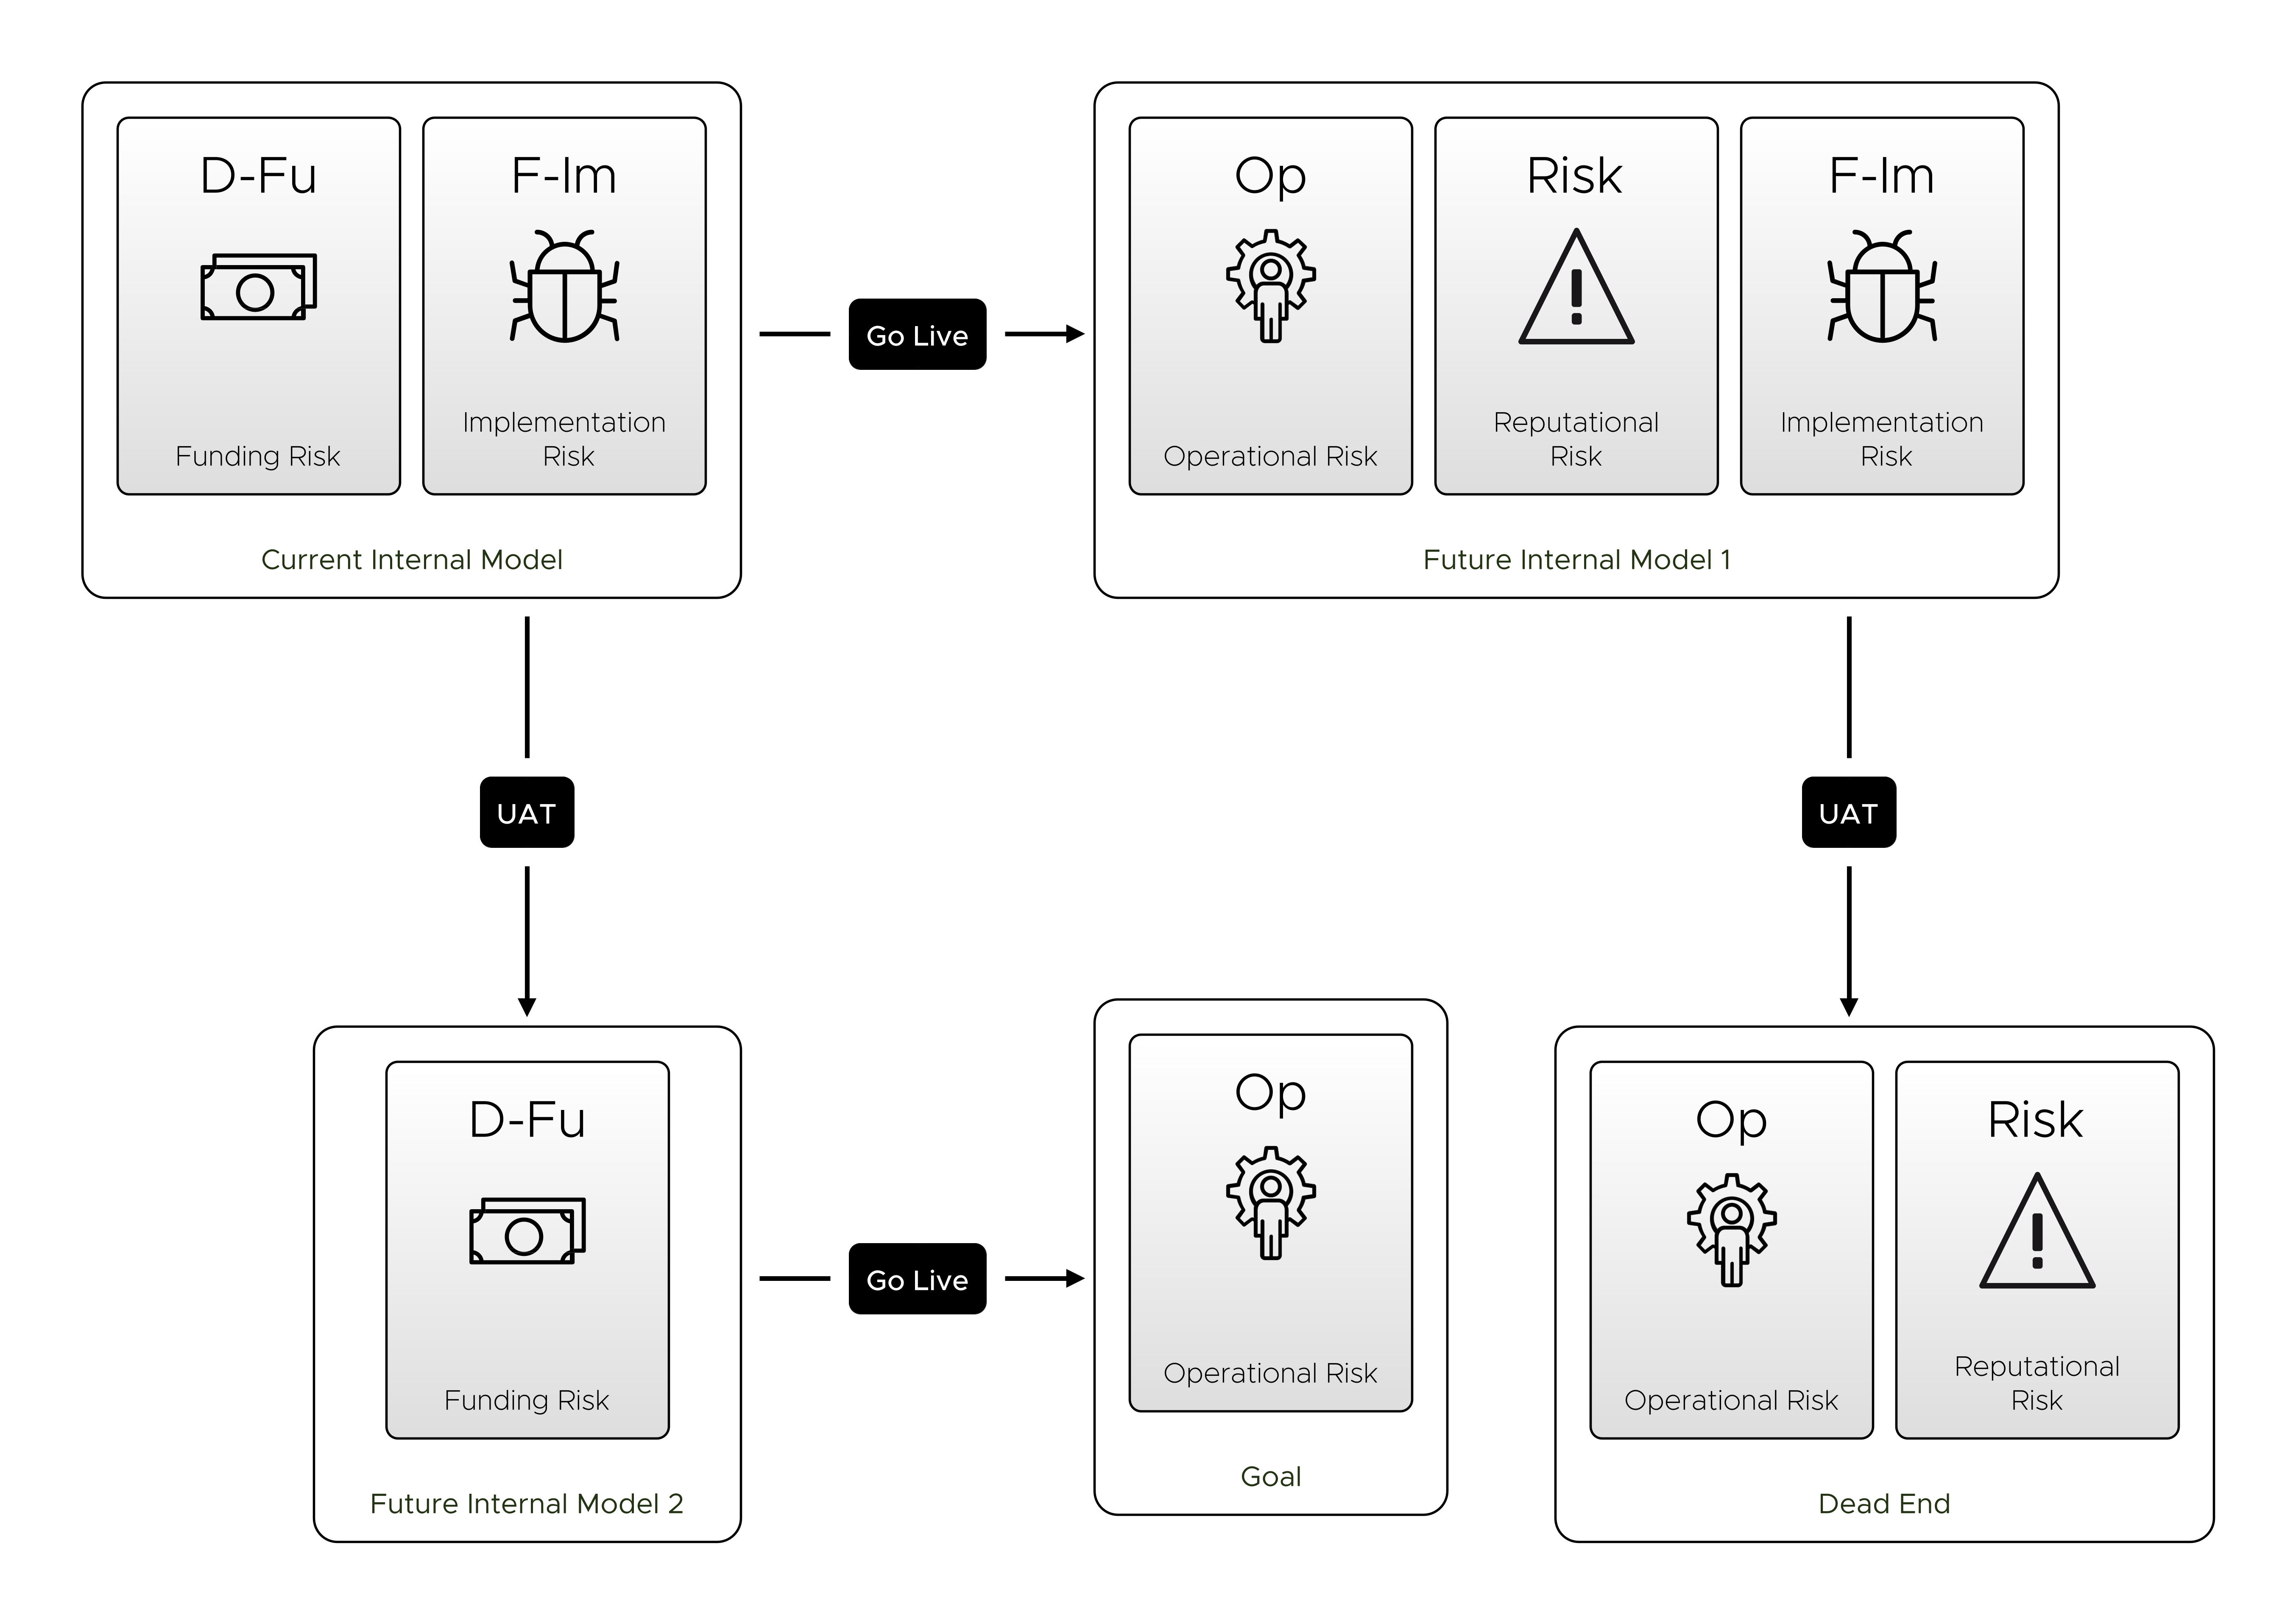 D-Fu
Funding Risk
F-Im
Implementation
Risk
Current Internal Model
Go Live
Op
Operational Risk
Risk
Reputational
Risk
F-Im
Implementation
Risk
Future Internal Model 1
UAT
UAT
D-Fu
Funding Risk
Future Internal Model 2
Go Live
Op
Operational Risk
Goal
Op
Operational Risk
Risk
Reputational
Risk
Dead End